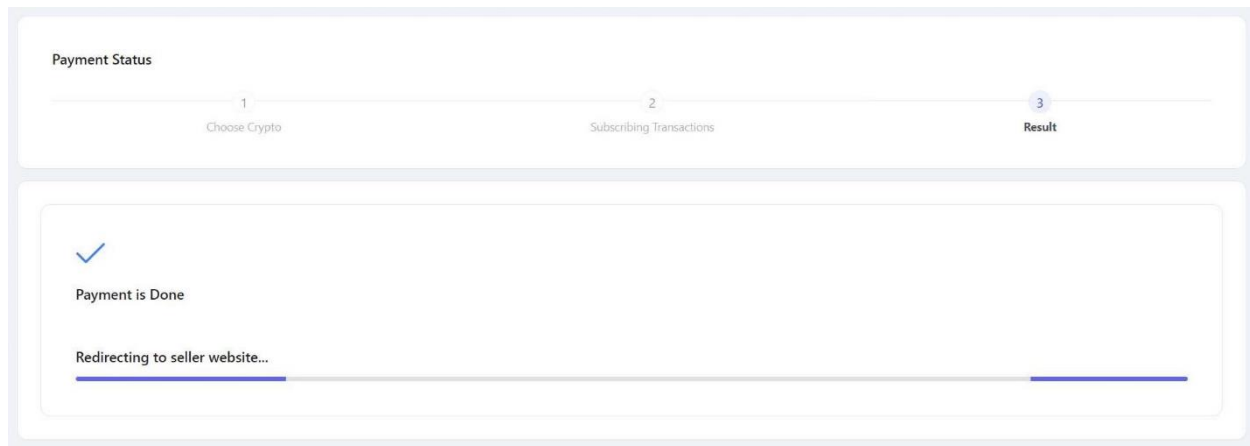 Payment Status
1
2
3
Choose Crypto
Subscribing Transactions
Result
Payment is Done
Redirecting to seller website...